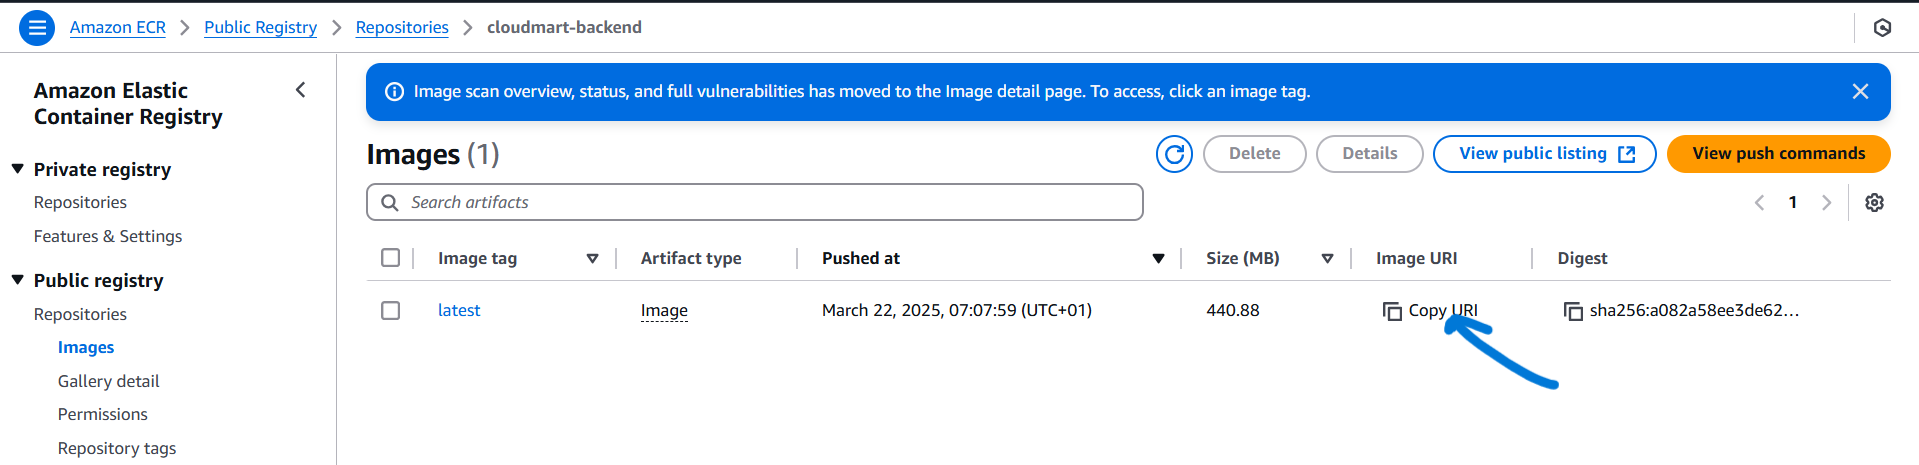 Amazon ECR > Public Registry > Repositories > cloudmart-backend
Amazon Elastic
Container Registry
Private registry
Repositories
Features & Settings
Public registry
Repositories
Images
Gallery detail
Permissions
Repository tags
Image scan overview, status, and full vulnerabilities has moved to the Image detail page. To access, click an image tag.
Images (1)
Delete
Details
View public listing
View push commands
Search artifacts
1
Image tag Artifact type Pushed at Size (MB) Image URI Digest
latest Image March 22, 2025, 07:07:59 (UTC+01) 440.88 Copy URI sha256:a082a58ee3de62...